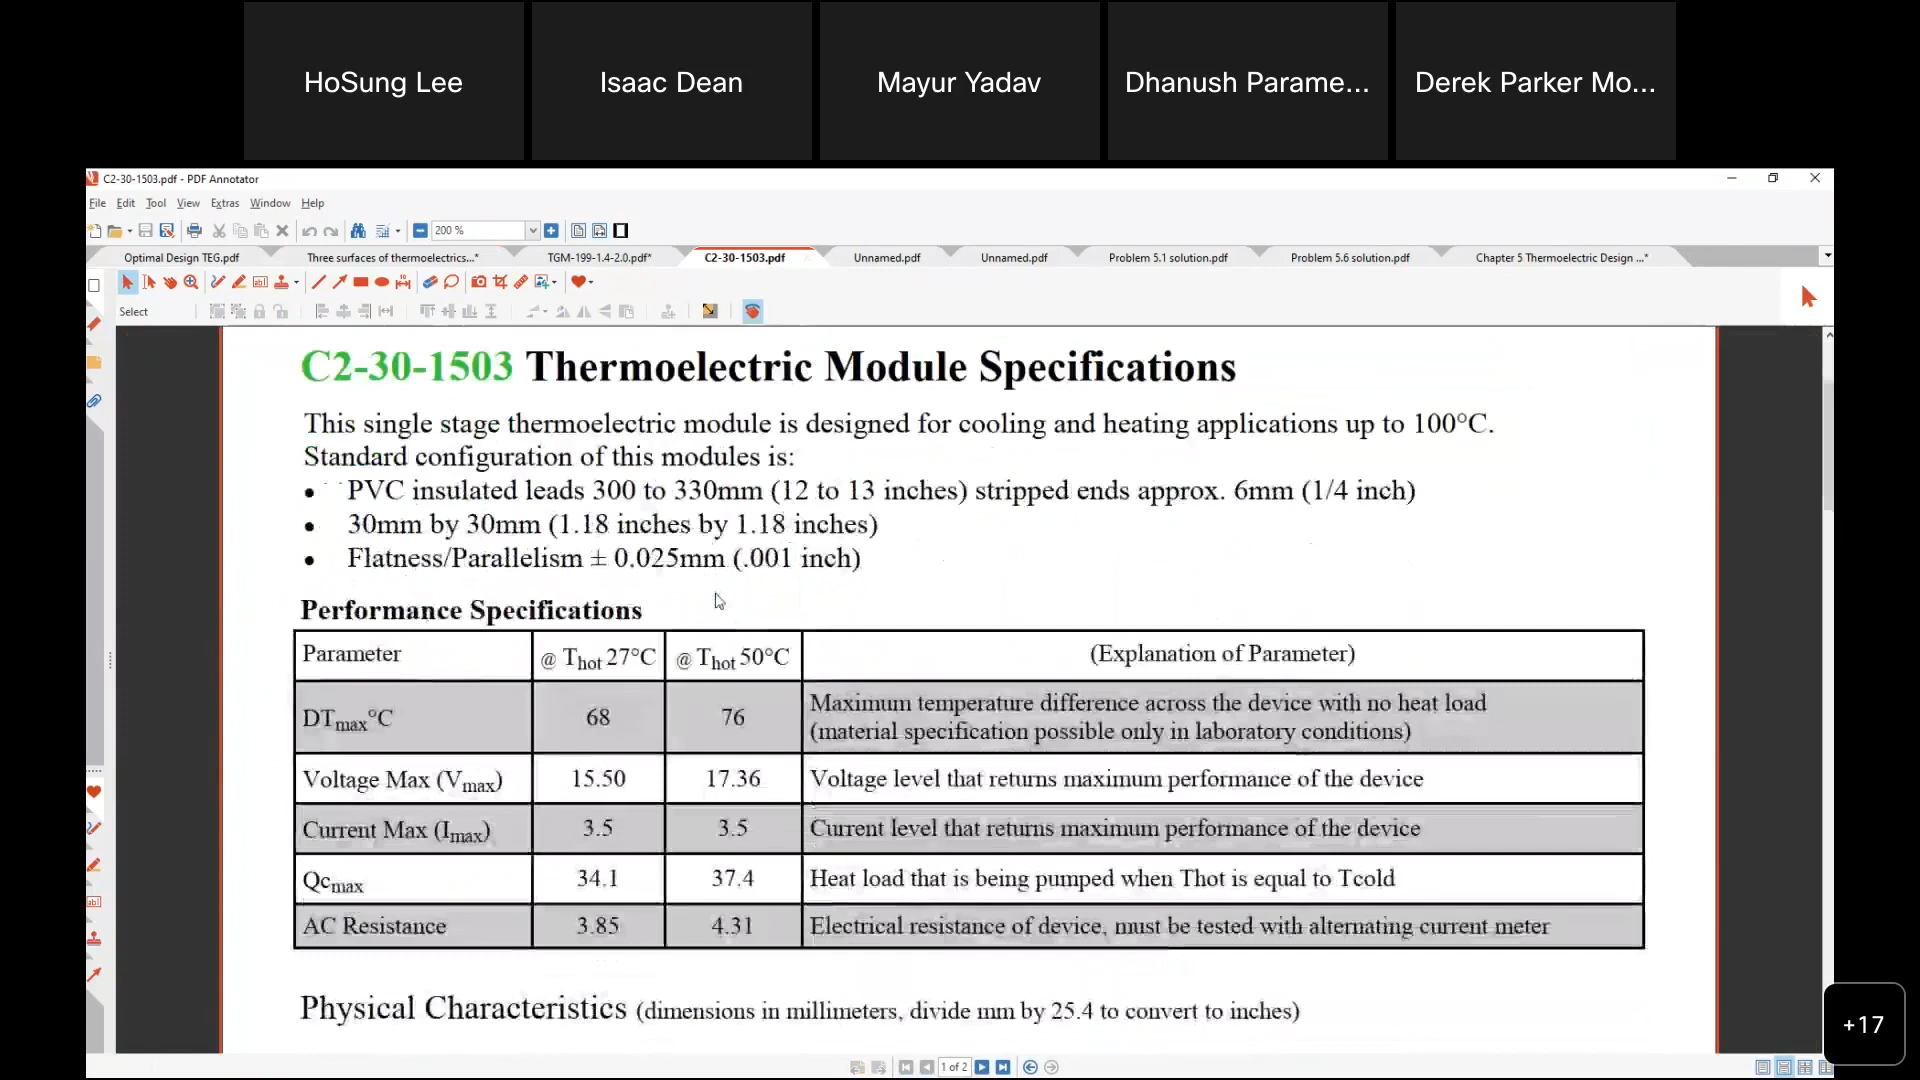 HoSung Lee
Isaac Dean
Mayur Yadav
Dhanush Parame...
Derek Parker Mo...
C2-30-1503.pdf - PDF Annotator
File Edit Tool View Extras Window Help
200 %
Optimal Design TEG.pdf
Three surfaces of thermoelectrics...*
TGM-199-1.4-2.0.pdf*
C2-30-1503.pdf
Unnamed.pdf
Unnamed.pdf
Problem 5.1 solution.pdf
Problem 5.6 solution.pdf
Chapter 5 Thermoelectric Design ...*
Select
C2-30-1503 Thermoelectric Module Specifications
This single stage thermoelectric module is designed for cooling and heating applications up to 100°C.
Standard configuration of this modules is:
• PVC insulated leads 300 to 330mm (12 to 13 inches) stripped ends approx. 6mm (1/4 inch)
• 30mm by 30mm (1.18 inches by 1.18 inches)
• Flatness/Parallelism ± 0.025mm (.001 inch)
Performance Specifications
Parameter @ Thot 27°C @ Thot 50°C (Explanation of Parameter)
DTmax°C 68 76 Maximum temperature difference across the device with no heat load
(material specification possible only in laboratory conditions)
Voltage Max (Vmax) 15.50 17.36 Voltage level that returns maximum performance of the device
Current Max (Imax) 3.5 3.5 Current level that returns maximum performance of the device
Qcmax 34.1 37.4 Heat load that is being pumped when Thot is equal to Tcold
AC Resistance 3.85 4.31 Electrical resistance of device, must be tested with alternating current meter
Physical Characteristics (dimensions in millimeters, divide mm by 25.4 to convert to inches)
+17
1 of 2